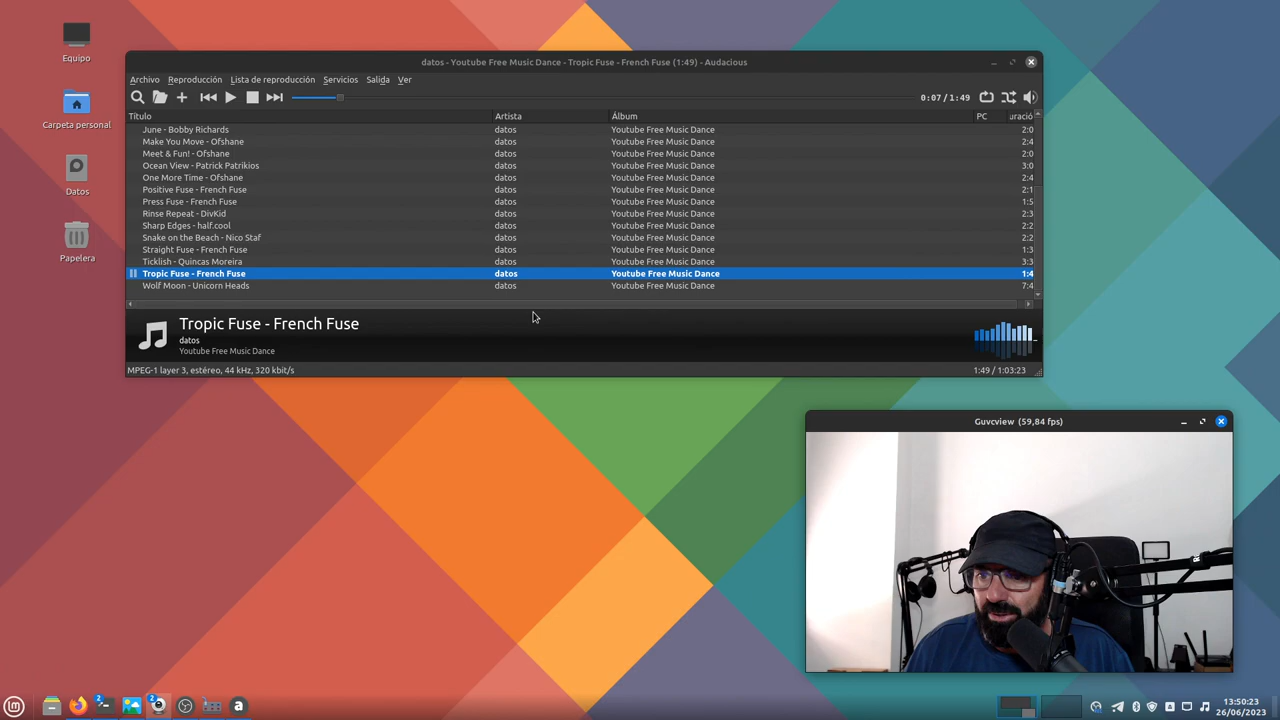 Equipo
Carpeta personal
Datos
Papelera
datos - Youtube Free Music Dance - Tropic Fuse - French Fuse (1:49) - Audacious
Archivo Reproducción Lista de reproducción Servicios Salida Ver
0:07 / 1:49
Título Artista Álbum PC uració
June - Bobby Richards datos Youtube Free Music Dance 2:0
Make You Move - Ofshane datos Youtube Free Music Dance 2:4
Meet & Fun! - Ofshane datos Youtube Free Music Dance 2:0
Ocean View - Patrick Patrikios datos Youtube Free Music Dance 3:0
One More Time - Ofshane datos Youtube Free Music Dance 2:4
Positive Fuse - French Fuse datos Youtube Free Music Dance 2:1
Press Fuse - French Fuse datos Youtube Free Music Dance 1:5
Rinse Repeat - DivKid datos Youtube Free Music Dance 2:3
Sharp Edges - half.cool datos Youtube Free Music Dance 2:2
Snake on the Beach - Nico Staf datos Youtube Free Music Dance 2:2
Straight Fuse - French Fuse datos Youtube Free Music Dance 1:3
Ticklish - Quincas Moreira datos Youtube Free Music Dance 3:3
Tropic Fuse - French Fuse datos Youtube Free Music Dance 1:4
Wolf Moon - Unicorn Heads datos Youtube Free Music Dance 7:4
Tropic Fuse - French Fuse
datos
Youtube Free Music Dance
MPEG-1 layer 3, estéreo, 44 kHz, 320 kbit/s 1:49 / 1:03:23
Guvcview (59,84 fps)
2
2
a
A
13:50:23
26/06/2023